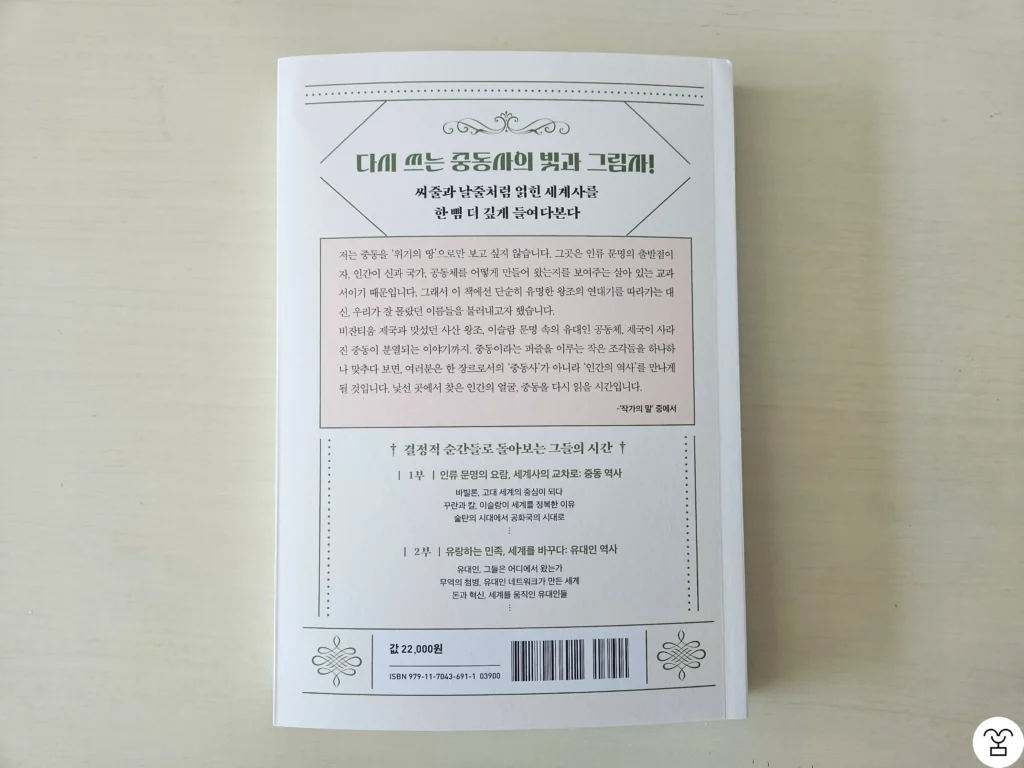 다시 쓰는 중동사의 빛과 그림자!
씨줄과 날줄처럼 얽힌 세계사를
한 뼘 더 깊게 들여다본다
저는 중동을 '위기의 땅'으로만 보고 싶지 않습니다. 그곳은 인류 문명의 출발점이
자, 인간이 신과 국가, 공동체를 어떻게 만들어 왔는지를 보여주는 살아 있는 교과
서이기 때문입니다. 그래서 이 책에선 단순히 유명한 왕조의 연대기를 따라가는 대
신, 우리가 잘 몰랐던 이름들을 불러내고자 했습니다.
비잔티움 제국과 맞섰던 사산 왕조, 이슬람 문명 속의 유대인 공동체, 제국이 사라
진 중동이 분열되는 이야기까지, 중동이라는 퍼즐을 이루는 작은 조각들을 하나하
나 맞추다 보면, 여러분은 한 장르로서의 '중동사'가 아니라 '인간의 역사'를 만나게
될 것입니다. 낯선 곳에서 찾은 인간의 얼굴, 중동을 다시 읽을 시간입니다.
-'작가의 말' 중에서
† 결정적 순간들로 돌아보는 그들의 시간 †
| 1부 | 인류 문명의 요람, 세계사의 교차로: 중동 역사
바빌론, 고대 세계의 중심이 되다
꾸란과 칼, 이슬람이 세계를 정복한 이유
술탄의 시대에서 공화국의 시대로
⋮
| 2부 | 유랑하는 민족, 세계를 바꾸다: 유대인 역사
유대인, 그들은 어디에서 왔는가
무역의 첨병, 유대인 네트워크가 만든 세계
돈과 혁신, 세계를 움직인 유대인들
⋮
값 22,000원
ISBN 979-11-7043-691-1 03900